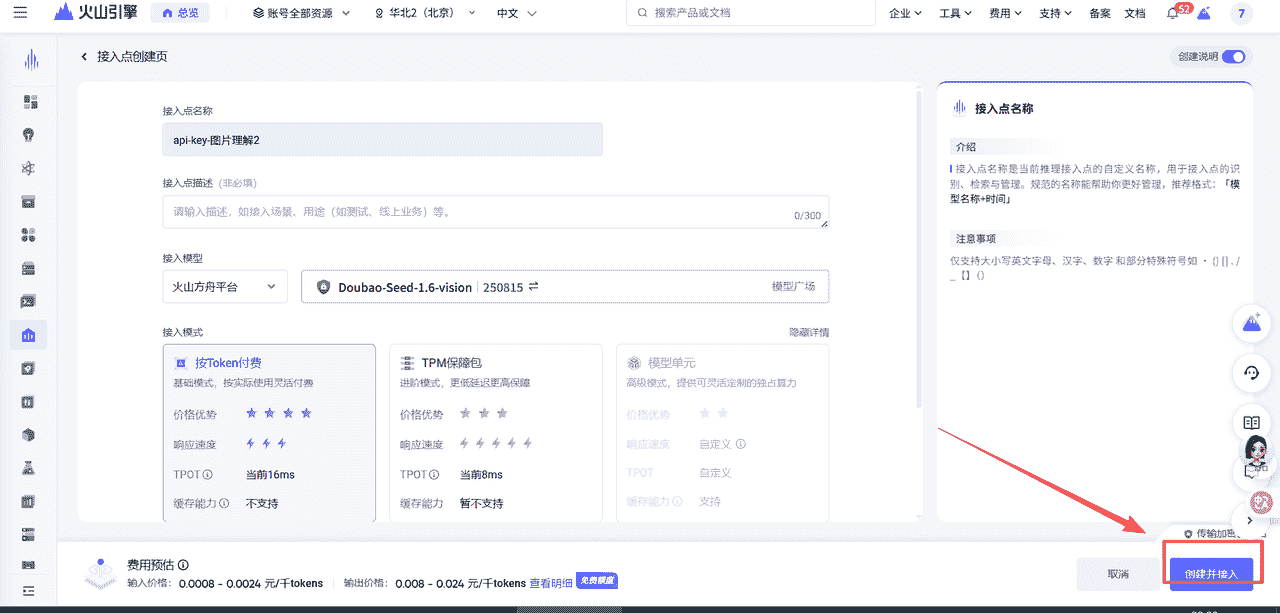 火山引擎
总览
账号全部资源
华北2（北京）
中文
搜索产品或文档
企业
工具
费用
支持
备案
文档
52
7
接入点创建页
创建说明
接入点名称
api-key-图片理解2
接入点描述（非必填）
请输入描述，如接入场景、用途（如测试、线上业务）等。
0/300
接入模型
火山方舟平台
Doubao-Seed-1.6-vision | 250815
模型广场
接入模式
隐藏详情
按Token付费
基础模式，按实际使用灵活付费
价格优势
响应速度
TPOT 当前16ms
缓存能力 不支持
TPM保障包
进阶模式，更低延迟更高保障
价格优势
响应速度
TPOT 当前8ms
缓存能力 暂不支持
模型单元
高级模式，提供可灵活定制的独占算力
价格优势
响应速度 自定义
TPOT 自定义
缓存能力 支持
接入点名称
介绍
接入点名称是当前推理接入点的自定义名称，用于接入点的识
别、检索与管理。规范的名称能帮助你更好管理，推荐格式：「模
型名称+时间」
注意事项
仅支持大小写英文字母、汉字、数字 和部分特殊符号如 · () [] 、/
_ 【】 {}
传输加密
费用预估
输入价格： 0.0008 - 0.0024 元/千tokens
输出价格： 0.008 - 0.024 元/千tokens 查看明细
免费额度
取消
创建并接入